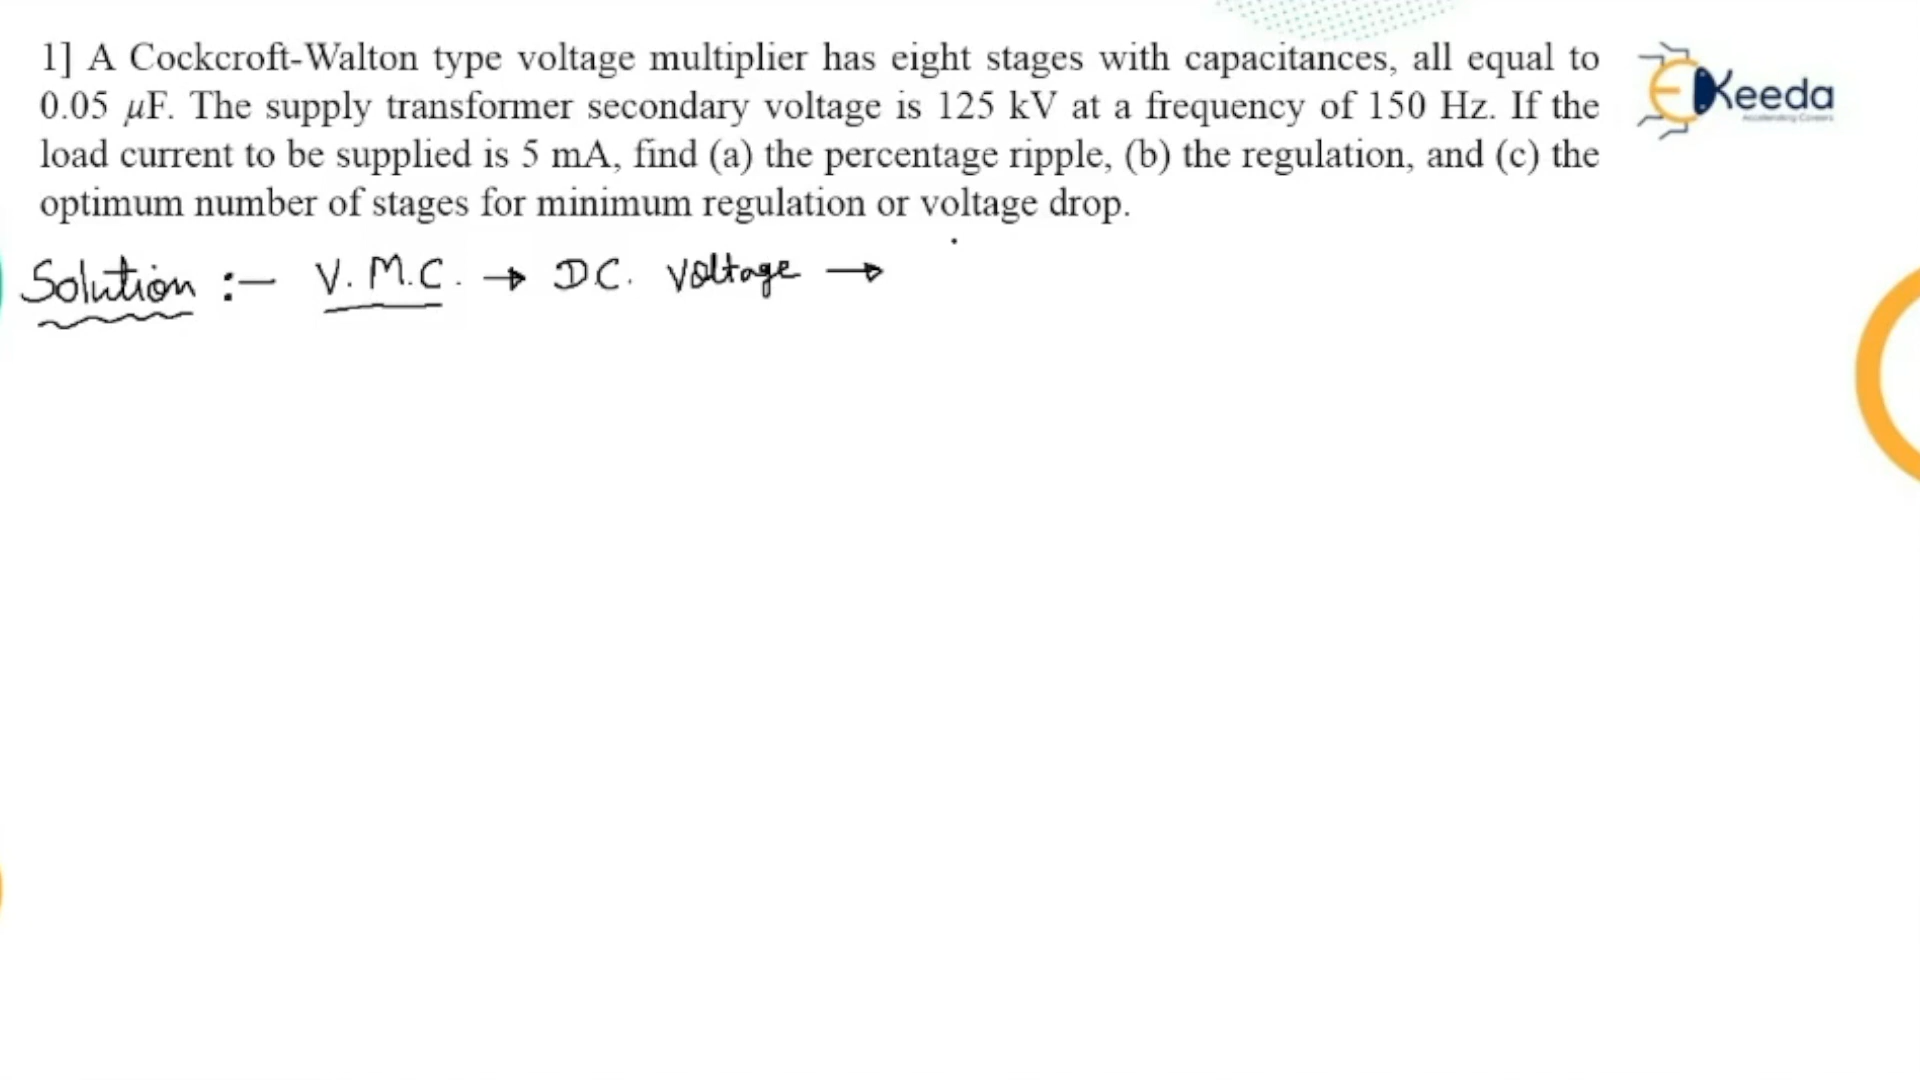 1] A Cockcroft-Walton type voltage multiplier has eight stages with capacitances, all equal to
0.05 μF. The supply transformer secondary voltage is 125 kV at a frequency of 150 Hz. If the
load current to be supplied is 5 mA, find (a) the percentage ripple, (b) the regulation, and (c) the
optimum number of stages for minimum regulation or voltage drop.
EKeeda
Solution :- V.M.C. → D.C. Voltage →